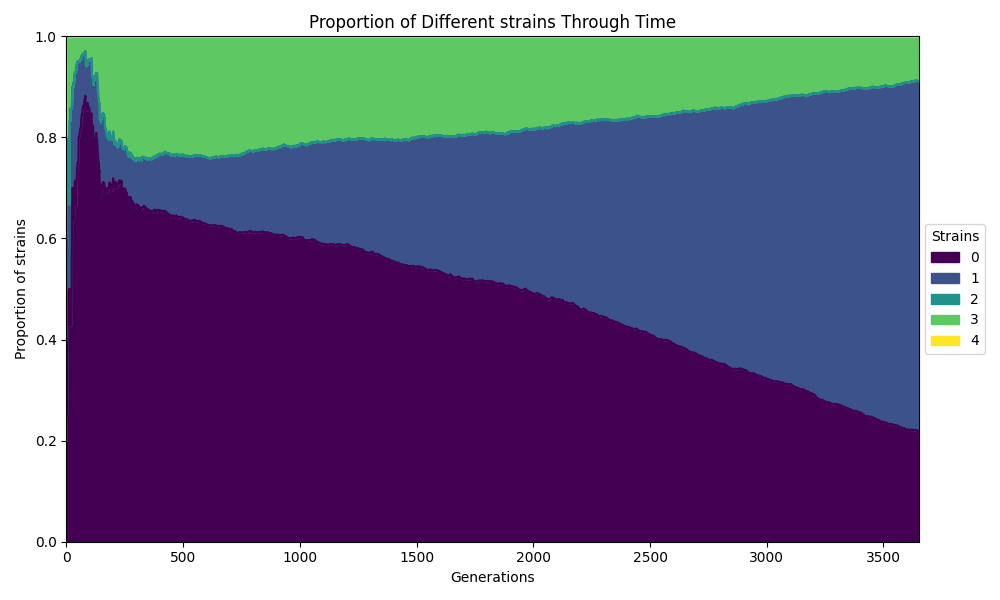 Proportion of Different strains Through Time
1.0
0.8
0.6
0.4
0.2
0.0
Proportion of strains
0 500 1000 1500 2000 2500 3000 3500
Generations
Strains
0
1
2
3
4